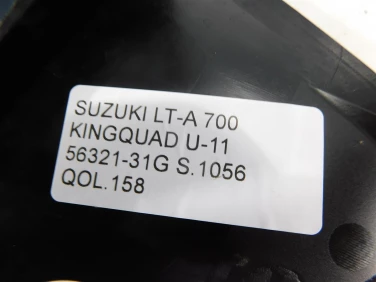 SUZUKI LT-A 700
KINGQUAD U-11
56321-31G S.1056
QOL.158